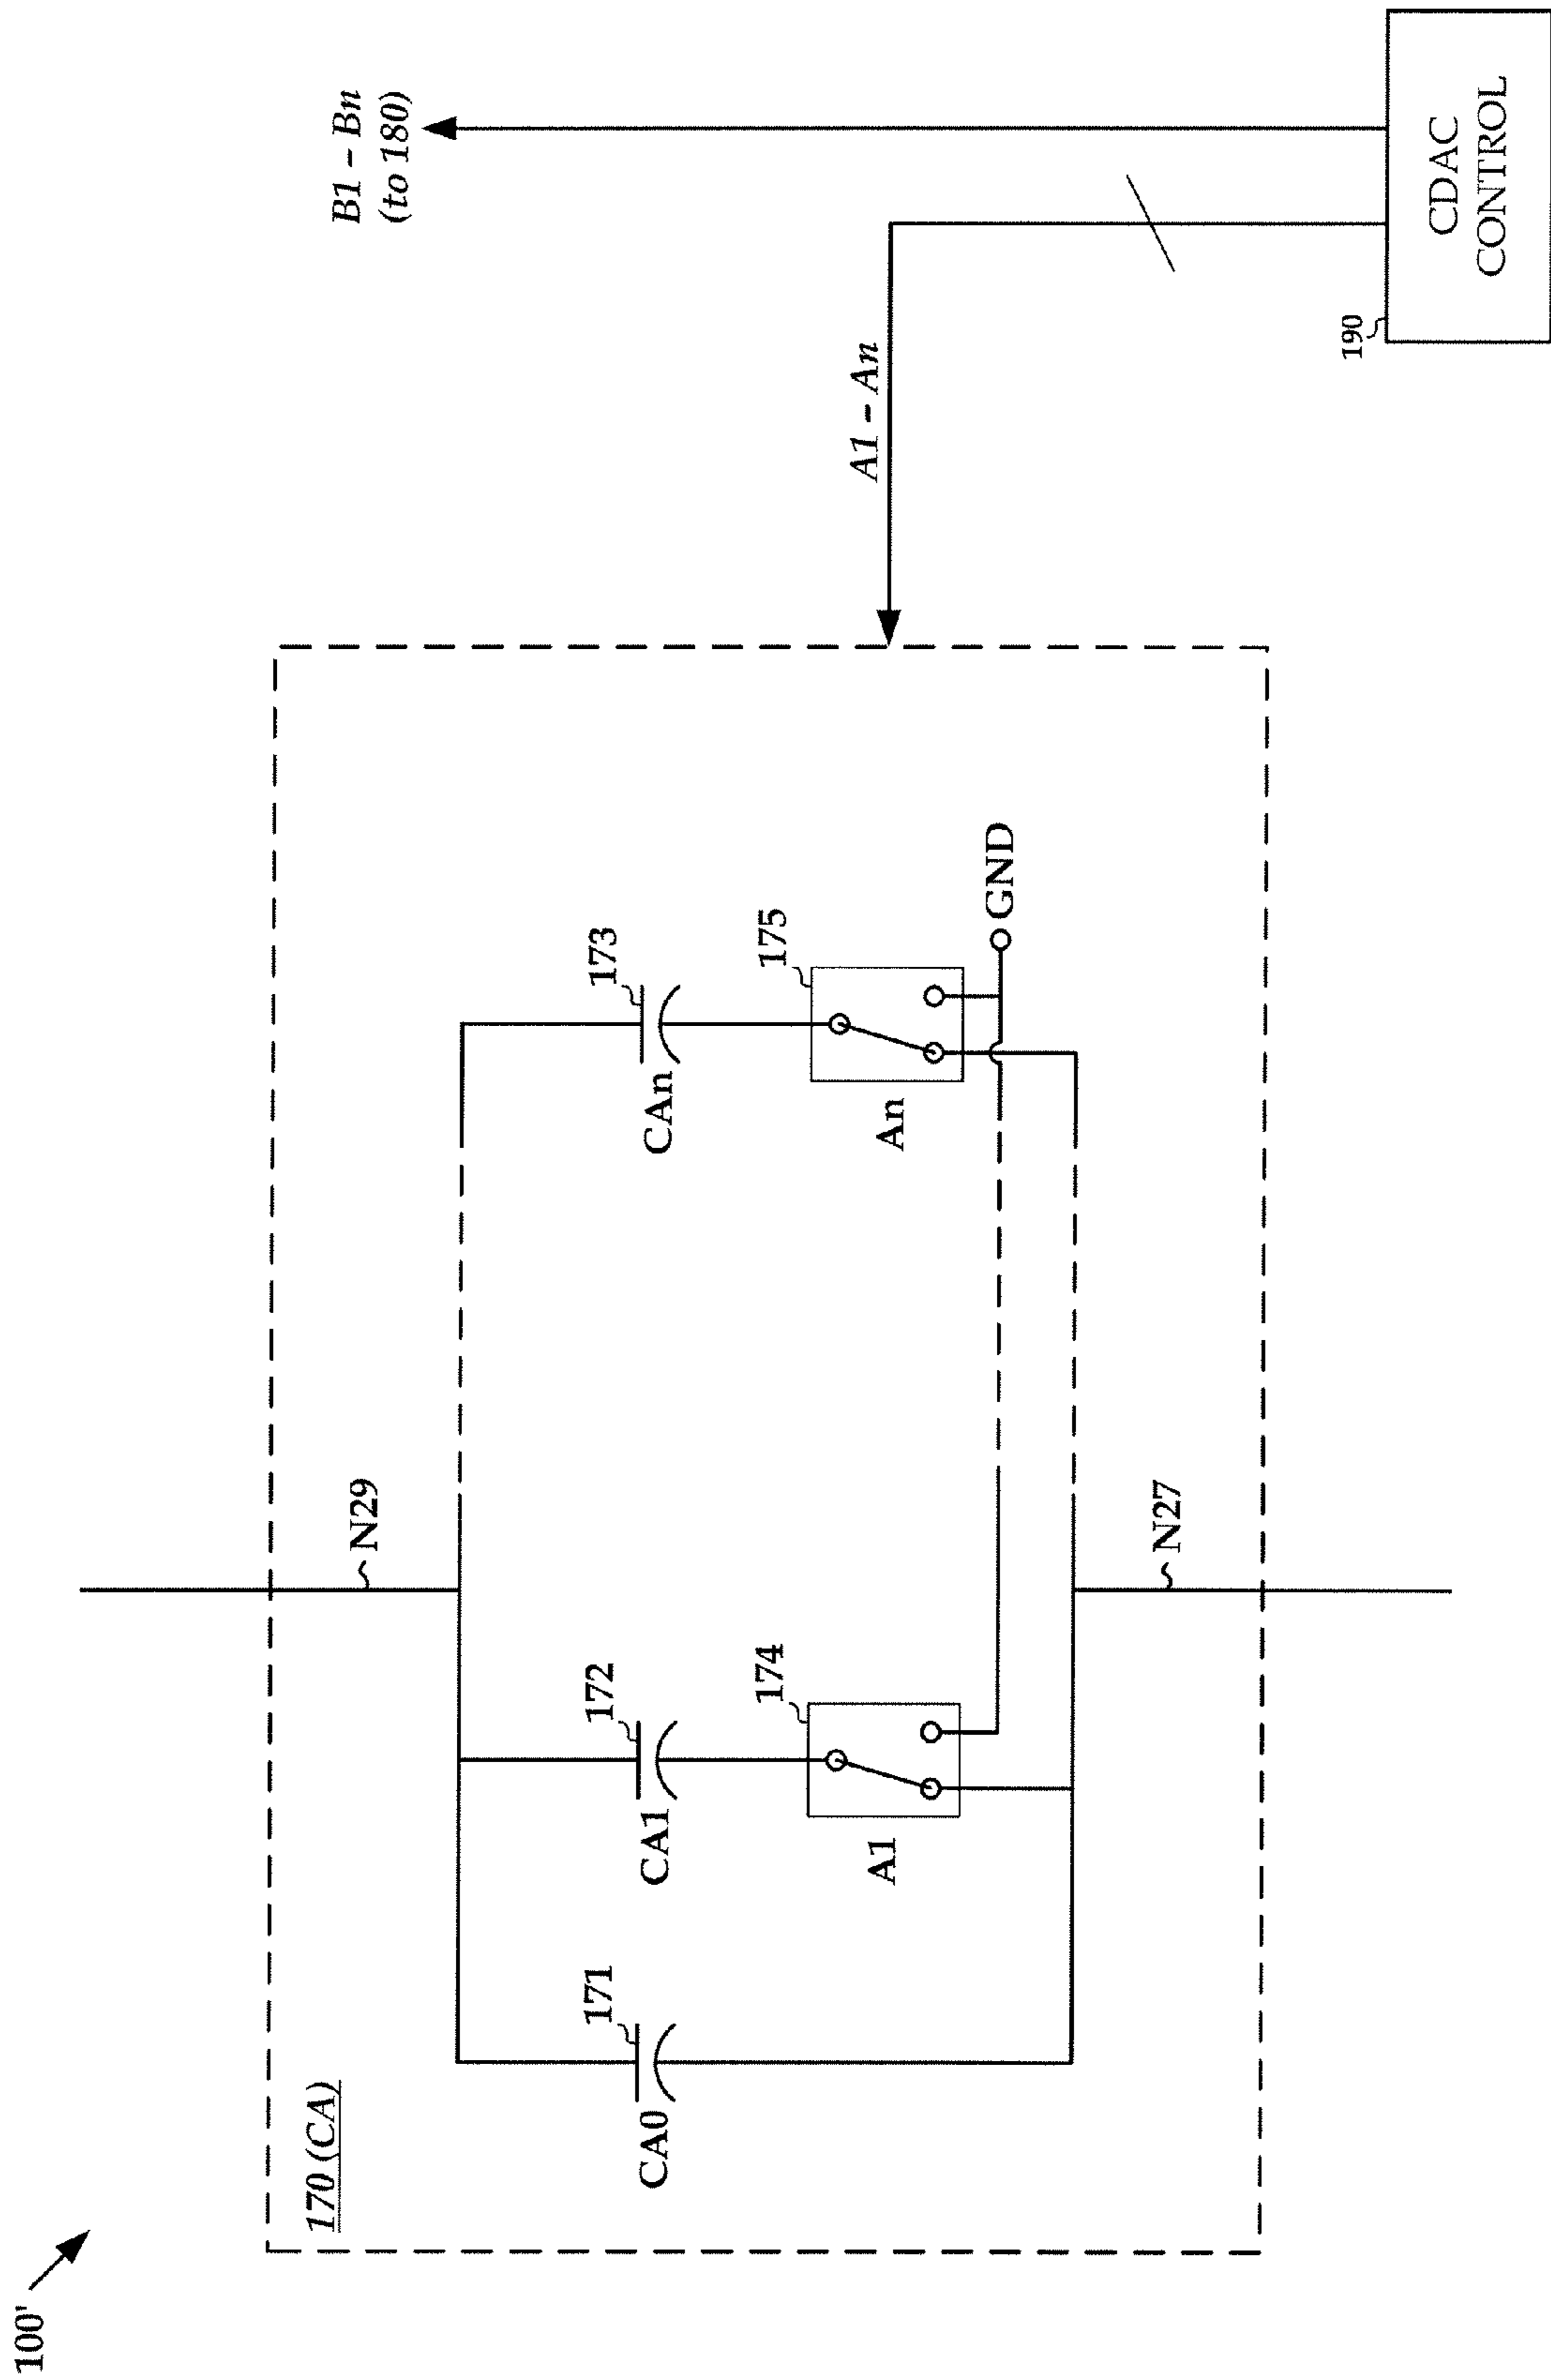 100'
170 (CA)
N29
B1 - Bn
(to 180)
171
CA0
172
CA1
173
CAn
174
A1
175
An
GND
A1 - An
N27
190
CDAC
CONTROL